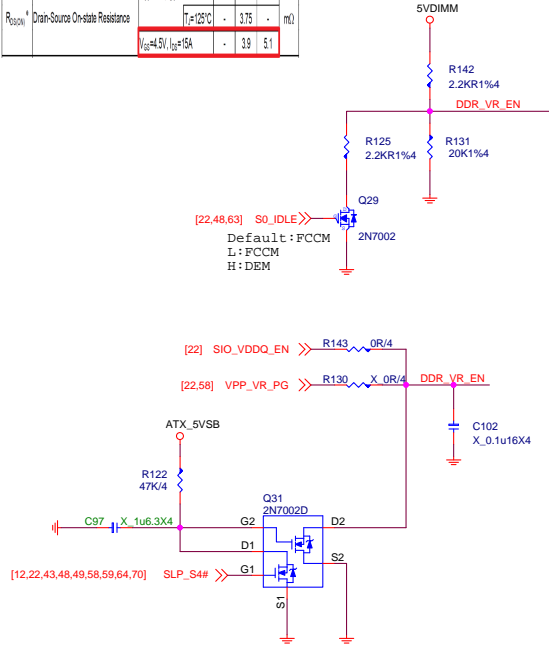 RDS(ON)* Drain-Source On-state Resistance
TJ=125°C - 3.75 - mΩ
VGS=4.5V, IDS=15A - 3.9 5.1
5VDIMM
R142
2.2KR1%4
DDR_VR_EN
R125
2.2KR1%4
R131
20K1%4
Q29
[22,48,63] S0_IDLE
2N7002
Default:FCCM
L:FCCM
H:DEM
[22] SIO_VDDQ_EN R143 0R/4
[22,58] VPP_VR_PG R130 X_0R/4 DDR_VR_EN
C102
X_0.1u16X4
ATX_5VSB
R122
47K/4
Q31
2N7002D
C97 X_1u6.3X4 G2 D2
D1 S2
[12,22,43,48,49,58,59,64,70] SLP_S4# G1
S1